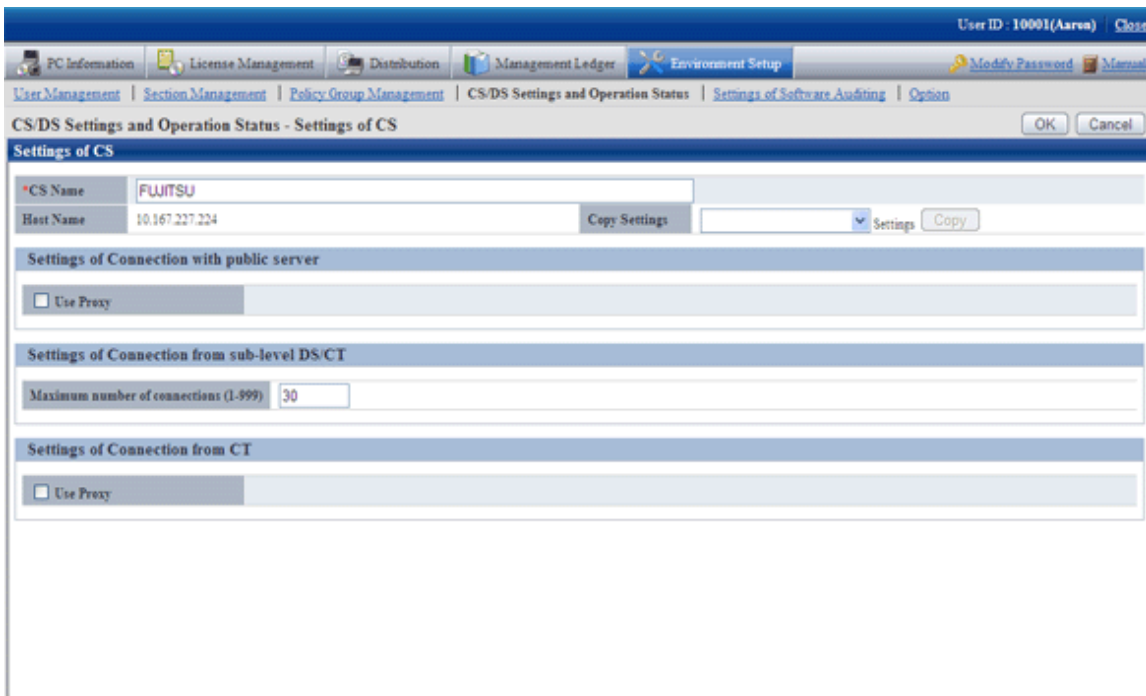 User ID : 10001(Aaron) Close
PC Information License Management Distribution Management Ledger Environment Setup Modify Password Manual
User Management | Section Management | Policy Group Management | CS/DS Settings and Operation Status | Settings of Software Auditing | Option
CS/DS Settings and Operation Status - Settings of CS OK Cancel
Settings of CS
*CS Name FUJITSU
Host Name 10.167.227.224 Copy Settings Settings Copy
Settings of Connection with public server
Use Proxy
Settings of Connection from sub-level DS/CT
Maximum number of connections (1-999) 30
Settings of Connection from CT
Use Proxy